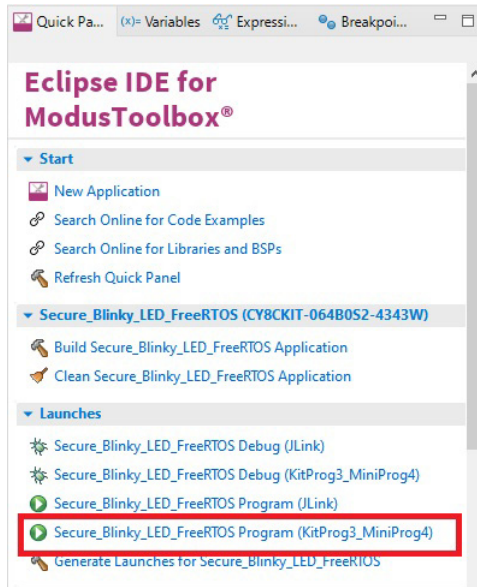 Quick Pa...
(x)= Variables
Expressi...
Breakpoi...
Eclipse IDE for
ModusToolbox®
Start
New Application
Search Online for Code Examples
Search Online for Libraries and BSPs
Refresh Quick Panel
Secure_Blinky_LED_FreeRTOS (CY8CKIT-064B0S2-4343W)
Build Secure_Blinky_LED_FreeRTOS Application
Clean Secure_Blinky_LED_FreeRTOS Application
Launches
Secure_Blinky_LED_FreeRTOS Debug (JLink)
Secure_Blinky_LED_FreeRTOS Debug (KitProg3_MiniProg4)
Secure_Blinky_LED_FreeRTOS Program (JLink)
Secure_Blinky_LED_FreeRTOS Program (KitProg3_MiniProg4)
Generate Launches for Secure_Blinky_LED_FreeRTOS